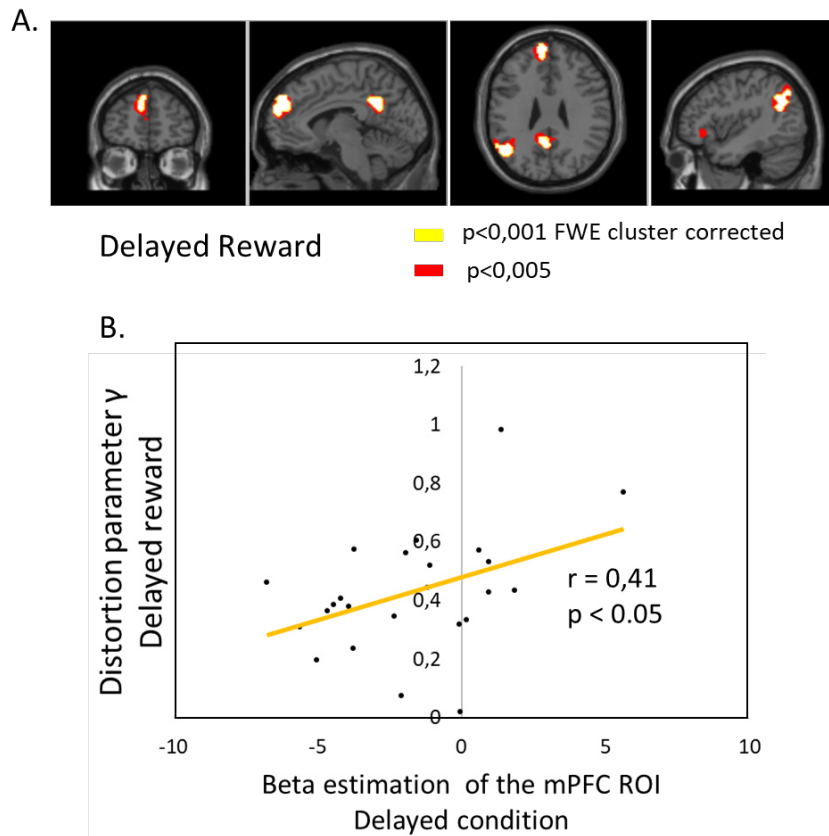 A.
Delayed Reward
p<0,001 FWE cluster corrected
p<0,005
B.
Distortion parameter γ
Delayed reward
1,2
1
0,8
0,6
0,4
0,2
0
r = 0,41
p < 0.05
-10
-5
0
5
10
Beta estimation of the mPFC ROI
Delayed condition